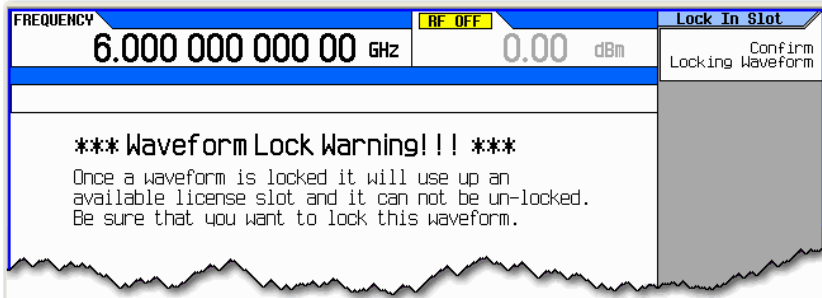 FREQUENCY
6.000 000 000 00 GHz
RF OFF
0.00 dBm
Lock In Slot
Confirm
Locking Waveform
*** Waveform Lock Warning!!! ***
Once a waveform is locked it will use up an
available license slot and it can not be un-locked.
Be sure that you want to lock this waveform.